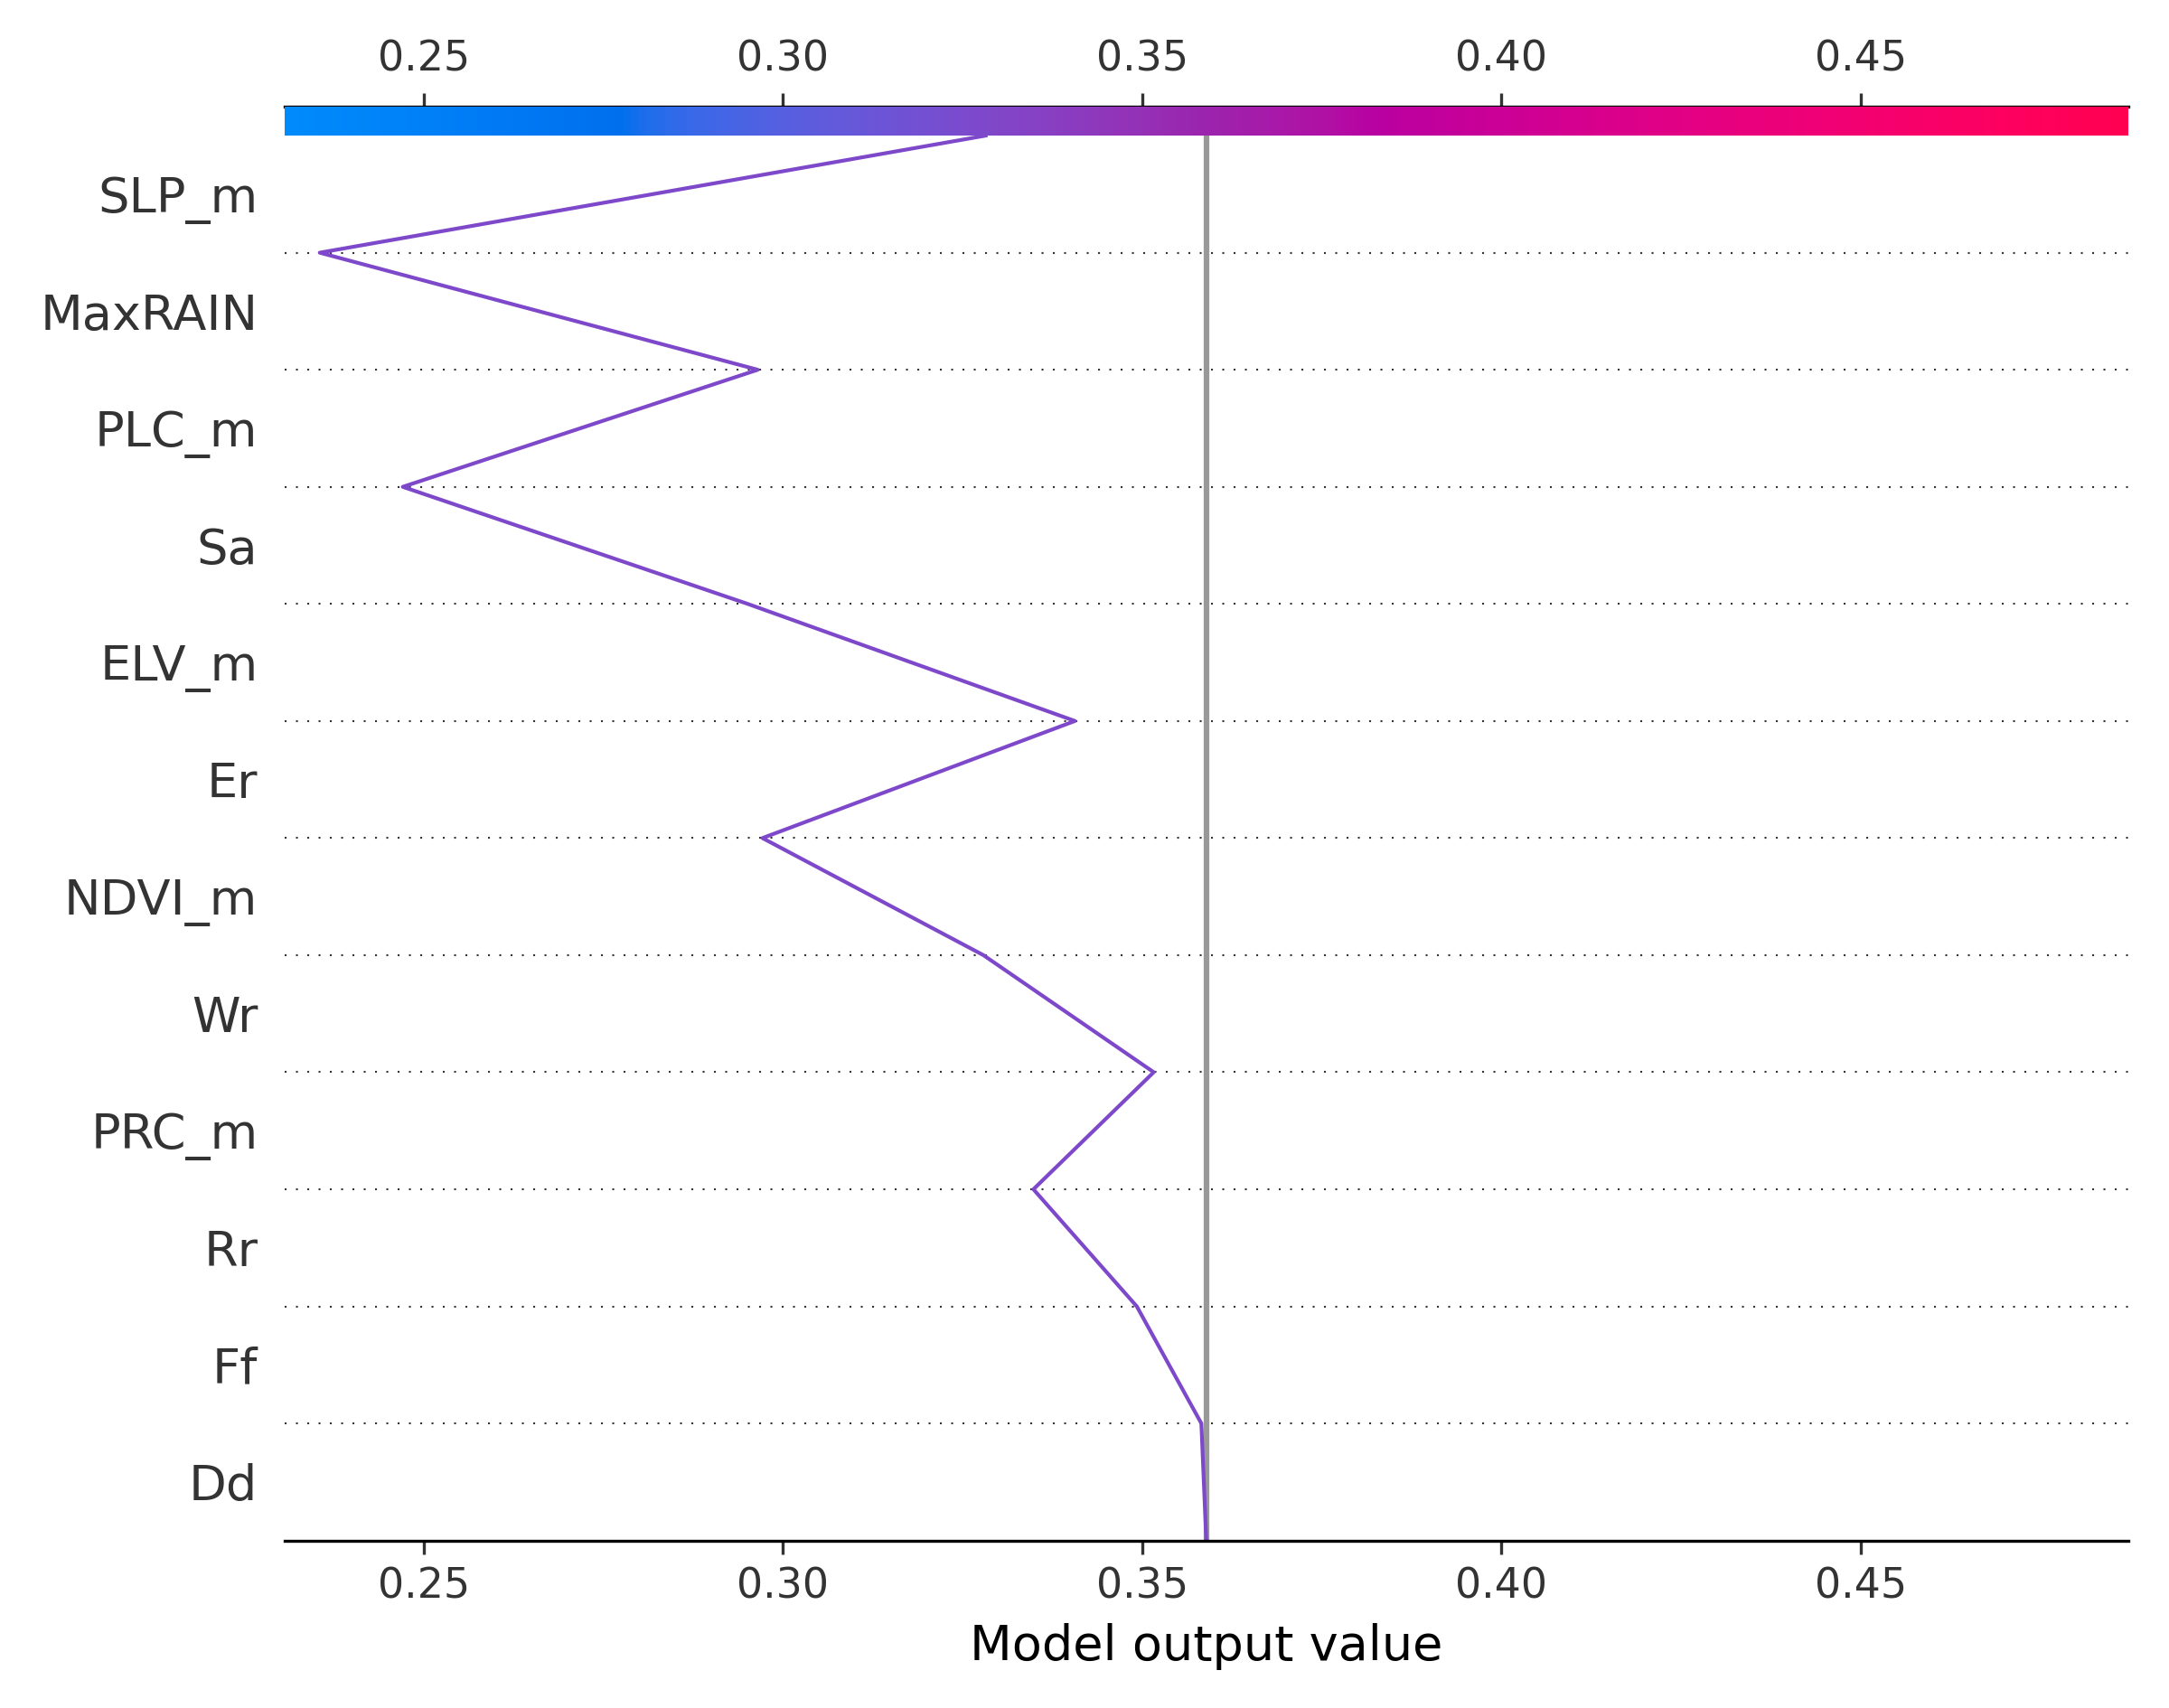 0.25 0.30 0.35 0.40 0.45
SLP_m
MaxRAIN
PLC_m
Sa
ELV_m
Er
NDVI_m
Wr
PRC_m
Rr
Ff
Dd
0.25 0.30 0.35 0.40 0.45
Model output value